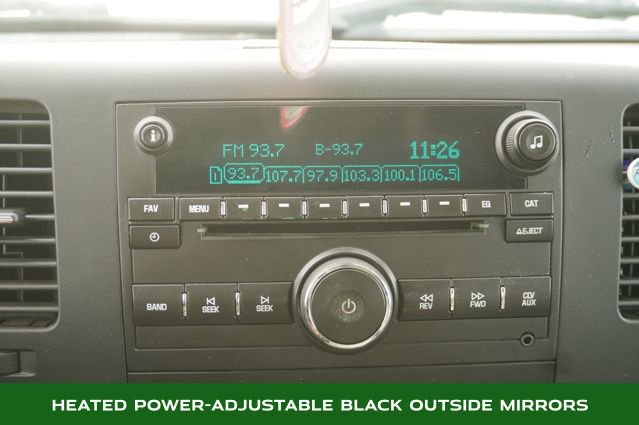 i
FM 93.7 B-93.7 11:26
1 93.7 107.7 97.9 103.3 100.1 106.5
FAV MENU EQ CAT
EJECT
BAND SEEK SEEK REV FWD CD/
AUX
HEATED POWER-ADJUSTABLE BLACK OUTSIDE MIRRORS